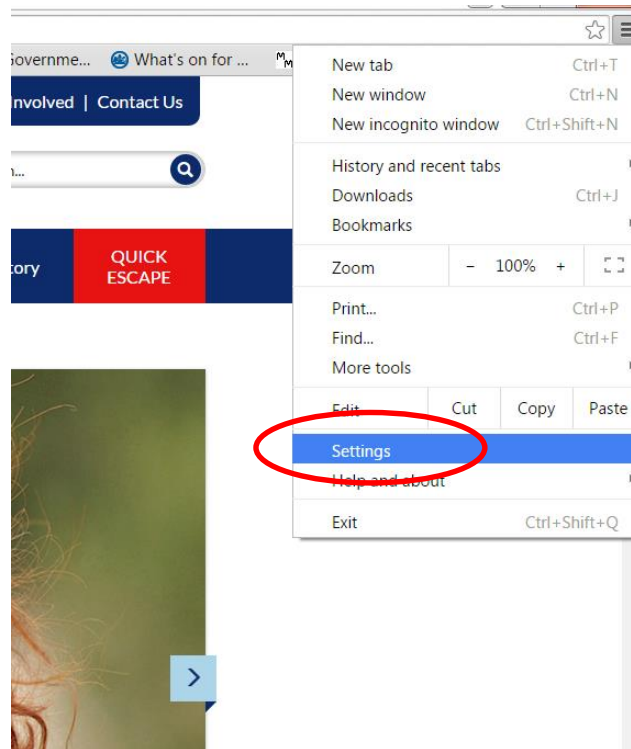 What's on for ...
Involved | Contact Us
QUICK
ESCAPE
New tab Ctrl+T
New window Ctrl+N
New incognito window Ctrl+Shift+N
History and recent tabs
Downloads Ctrl+J
Bookmarks
Zoom - 100% +
Print... Ctrl+P
Find... Ctrl+F
More tools
Edit Cut Copy Paste
Settings
Help and about
Exit Ctrl+Shift+Q